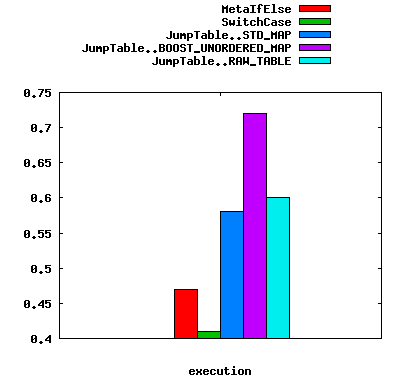 MetaIfElse
SwitchCase
JumpTable..STD_MAP
JumpTable..BOOST_UNORDERED_MAP
JumpTable..RAW_TABLE
0.75
0.7
0.65
0.6
0.55
0.5
0.45
0.4
execution